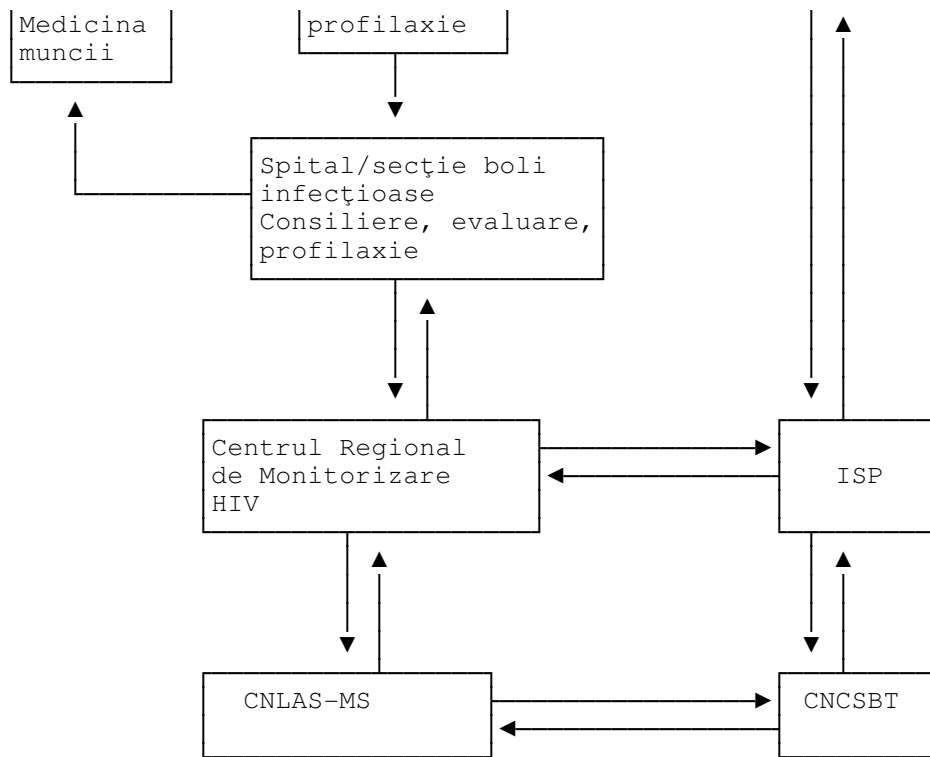 Medicina
muncii
profilaxie
Spital/secţie boli
infecţioase
Consiliere, evaluare,
profilaxie
Centrul Regional
de Monitorizare
HIV
ISP
CNLAS-MS
CNCSBT